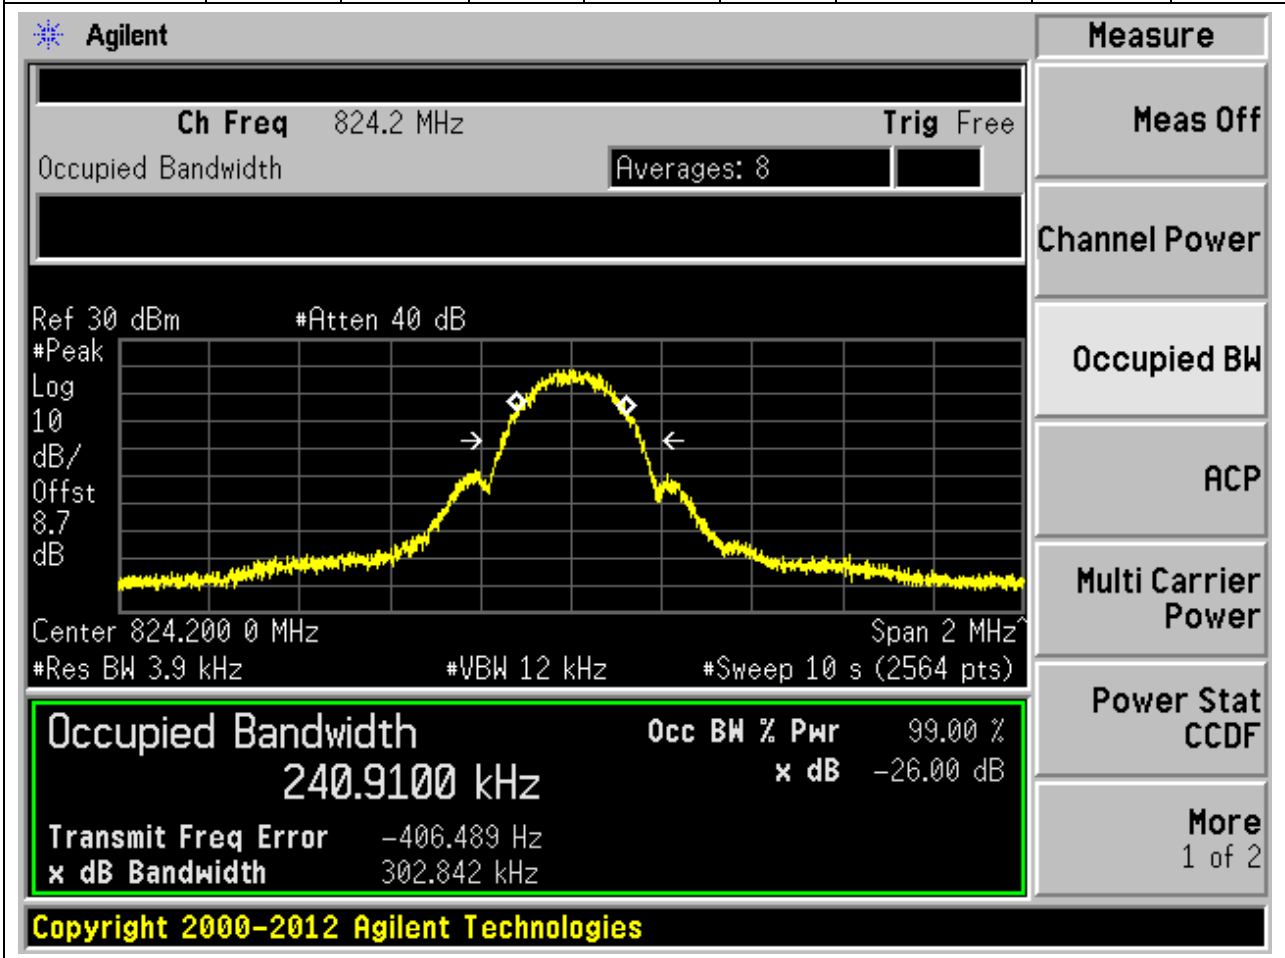 Agilent
Measure
Ch Freq 824.2 MHz Trig Free
Meas Off
Occupied Bandwidth Averages: 8
Channel Power
Ref 30 dBm #Atten 40 dB
#Peak
Log
10
dB/
Offst
8.7
dB
Occupied BW
ACP
Center 824.200 0 MHz Span 2 MHz^
#Res BW 3.9 kHz #VBW 12 kHz #Sweep 10 s (2564 pts)
Multi Carrier
Power
Occupied Bandwidth Occ BW % Pwr 99.00 %
240.9100 kHz x dB -26.00 dB
Transmit Freq Error -406.489 Hz
x dB Bandwidth 302.842 kHz
Power Stat
CCDF
More
1 of 2
Copyright 2000-2012 Agilent Technologies